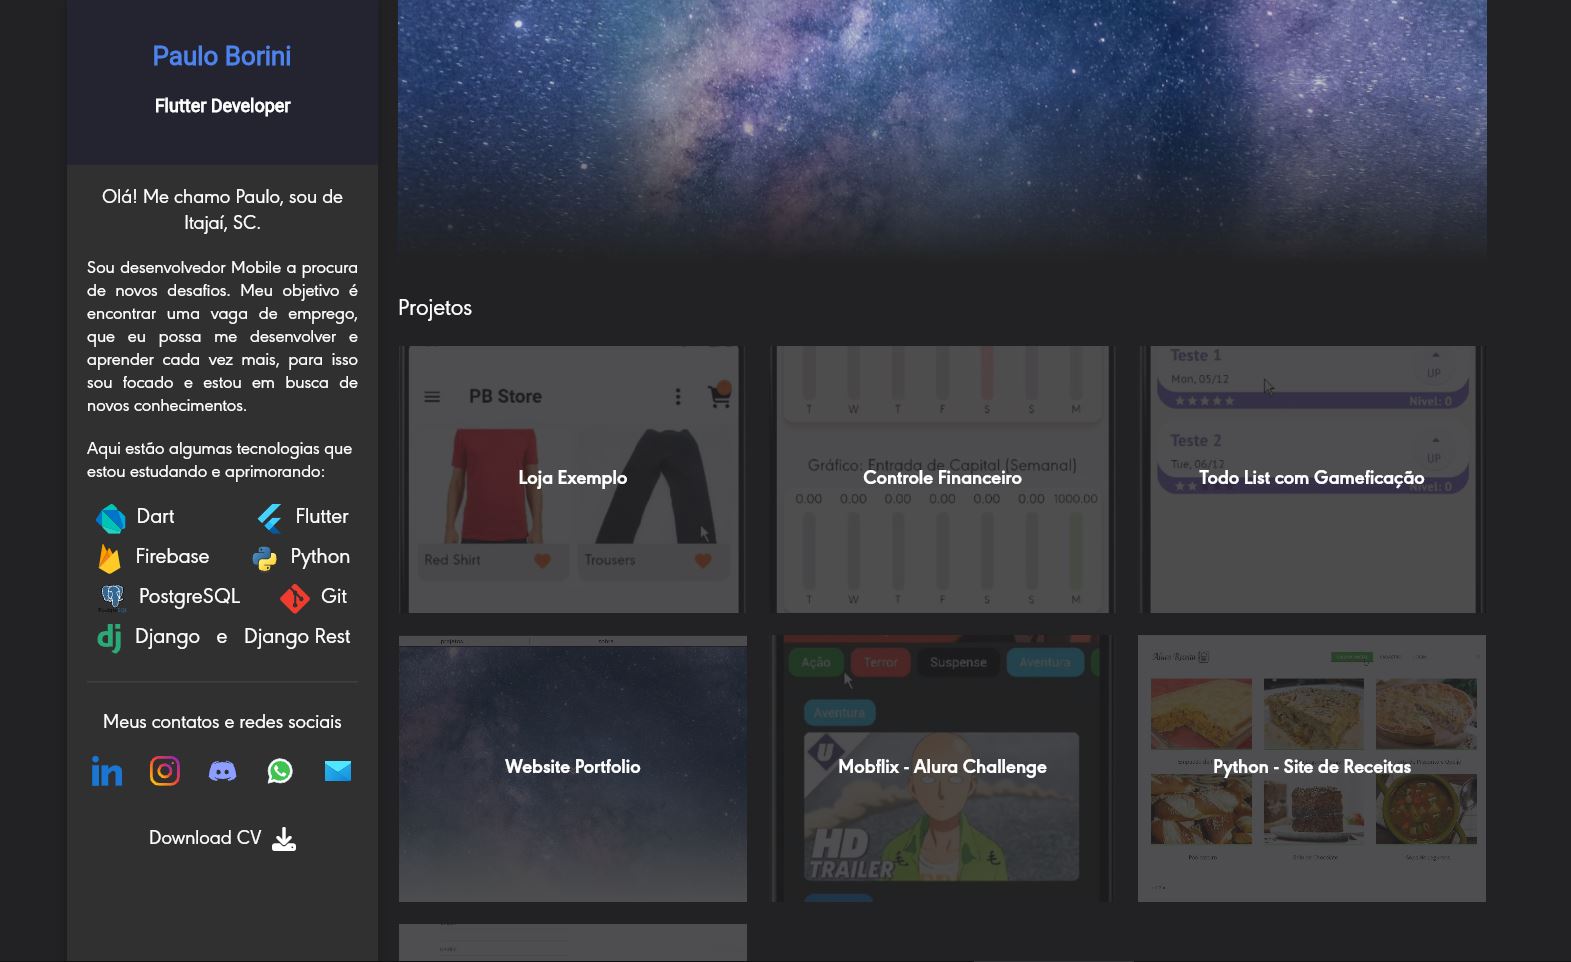 Paulo Borini
Flutter Developer
Olá! Me chamo Paulo, sou de
Itajaí, SC.
Sou desenvolvedor Mobile a procura
de novos desafios. Meu objetivo é
encontrar uma vaga de emprego,
que eu possa me desenvolver e
aprender cada vez mais, para isso
sou focado e estou em busca de
novos conhecimentos.
Aqui estão algumas tecnologias que
estou estudando e aprimorando:
Dart
Flutter
Firebase
Python
PostgreSQL
Git
Django e Django Rest
Meus contatos e redes sociais
Download CV
Projetos
PB Store
Loja Exemplo
Red Shirt
Trousers
T W T F S S M
Gráfico: Entrada de Capital (Semanal)
Controle Financeiro
0.00 0.00 0.00 0.00 0.00 0.00 1000.00
T W T F S S M
Teste 1
Mon, 05/12
UP
Nivel: 0
Teste 2
Tue, 06/12
UP
Todo List com Gameficação
Nivel: 0
projetos
sobre
Website Portfolio
Ação
Terror
Suspense
Aventura
Aventura
Mobflix - Alura Challenge
HD
TRAILER
Python - Site de Receitas